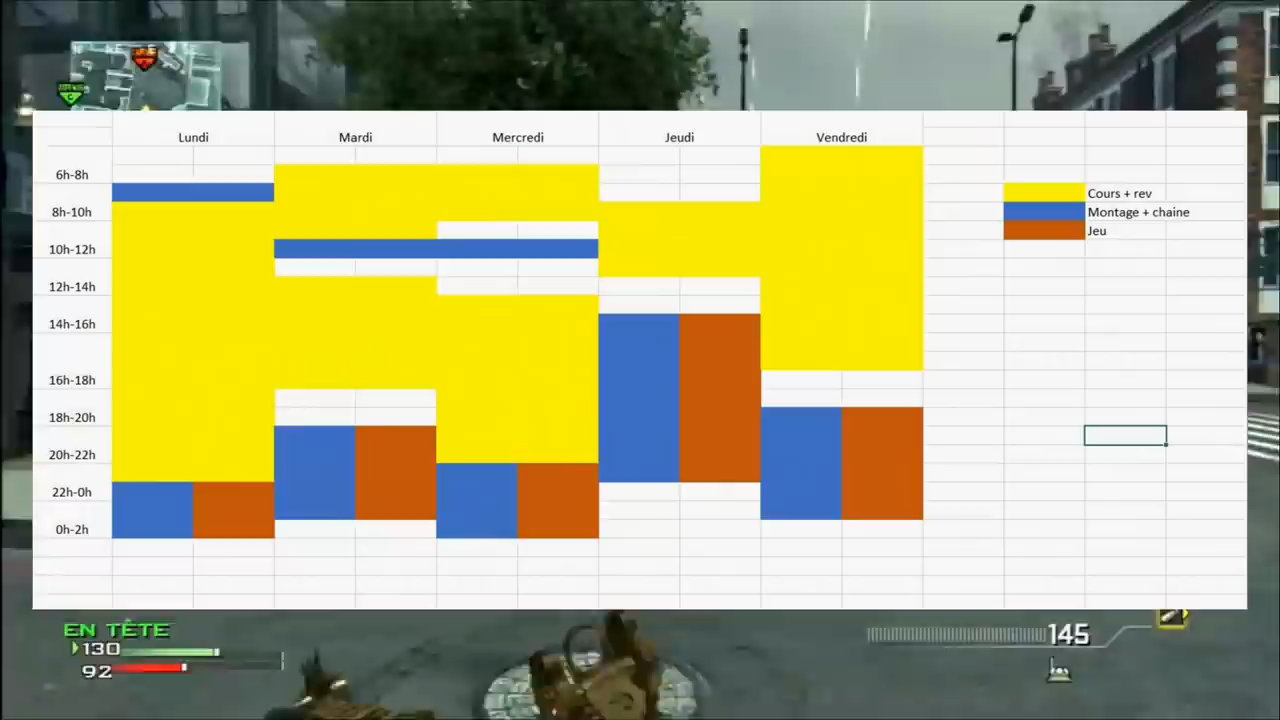 Lundi Mardi Mercredi Jeudi Vendredi
6h-8h
Cours + rev
8h-10h
Montage + chaine
Jeu
10h-12h
12h-14h
14h-16h
16h-18h
18h-20h
20h-22h
22h-0h
0h-2h
EN TÊTE
130
145
92